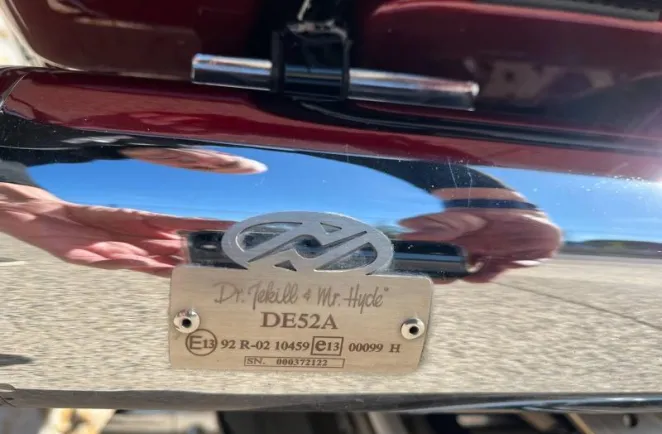 Dr. Jekill & Mr. Hyde®
DE52A
E13 92 R-02 10459 e13 00099 H
SN. 000372122